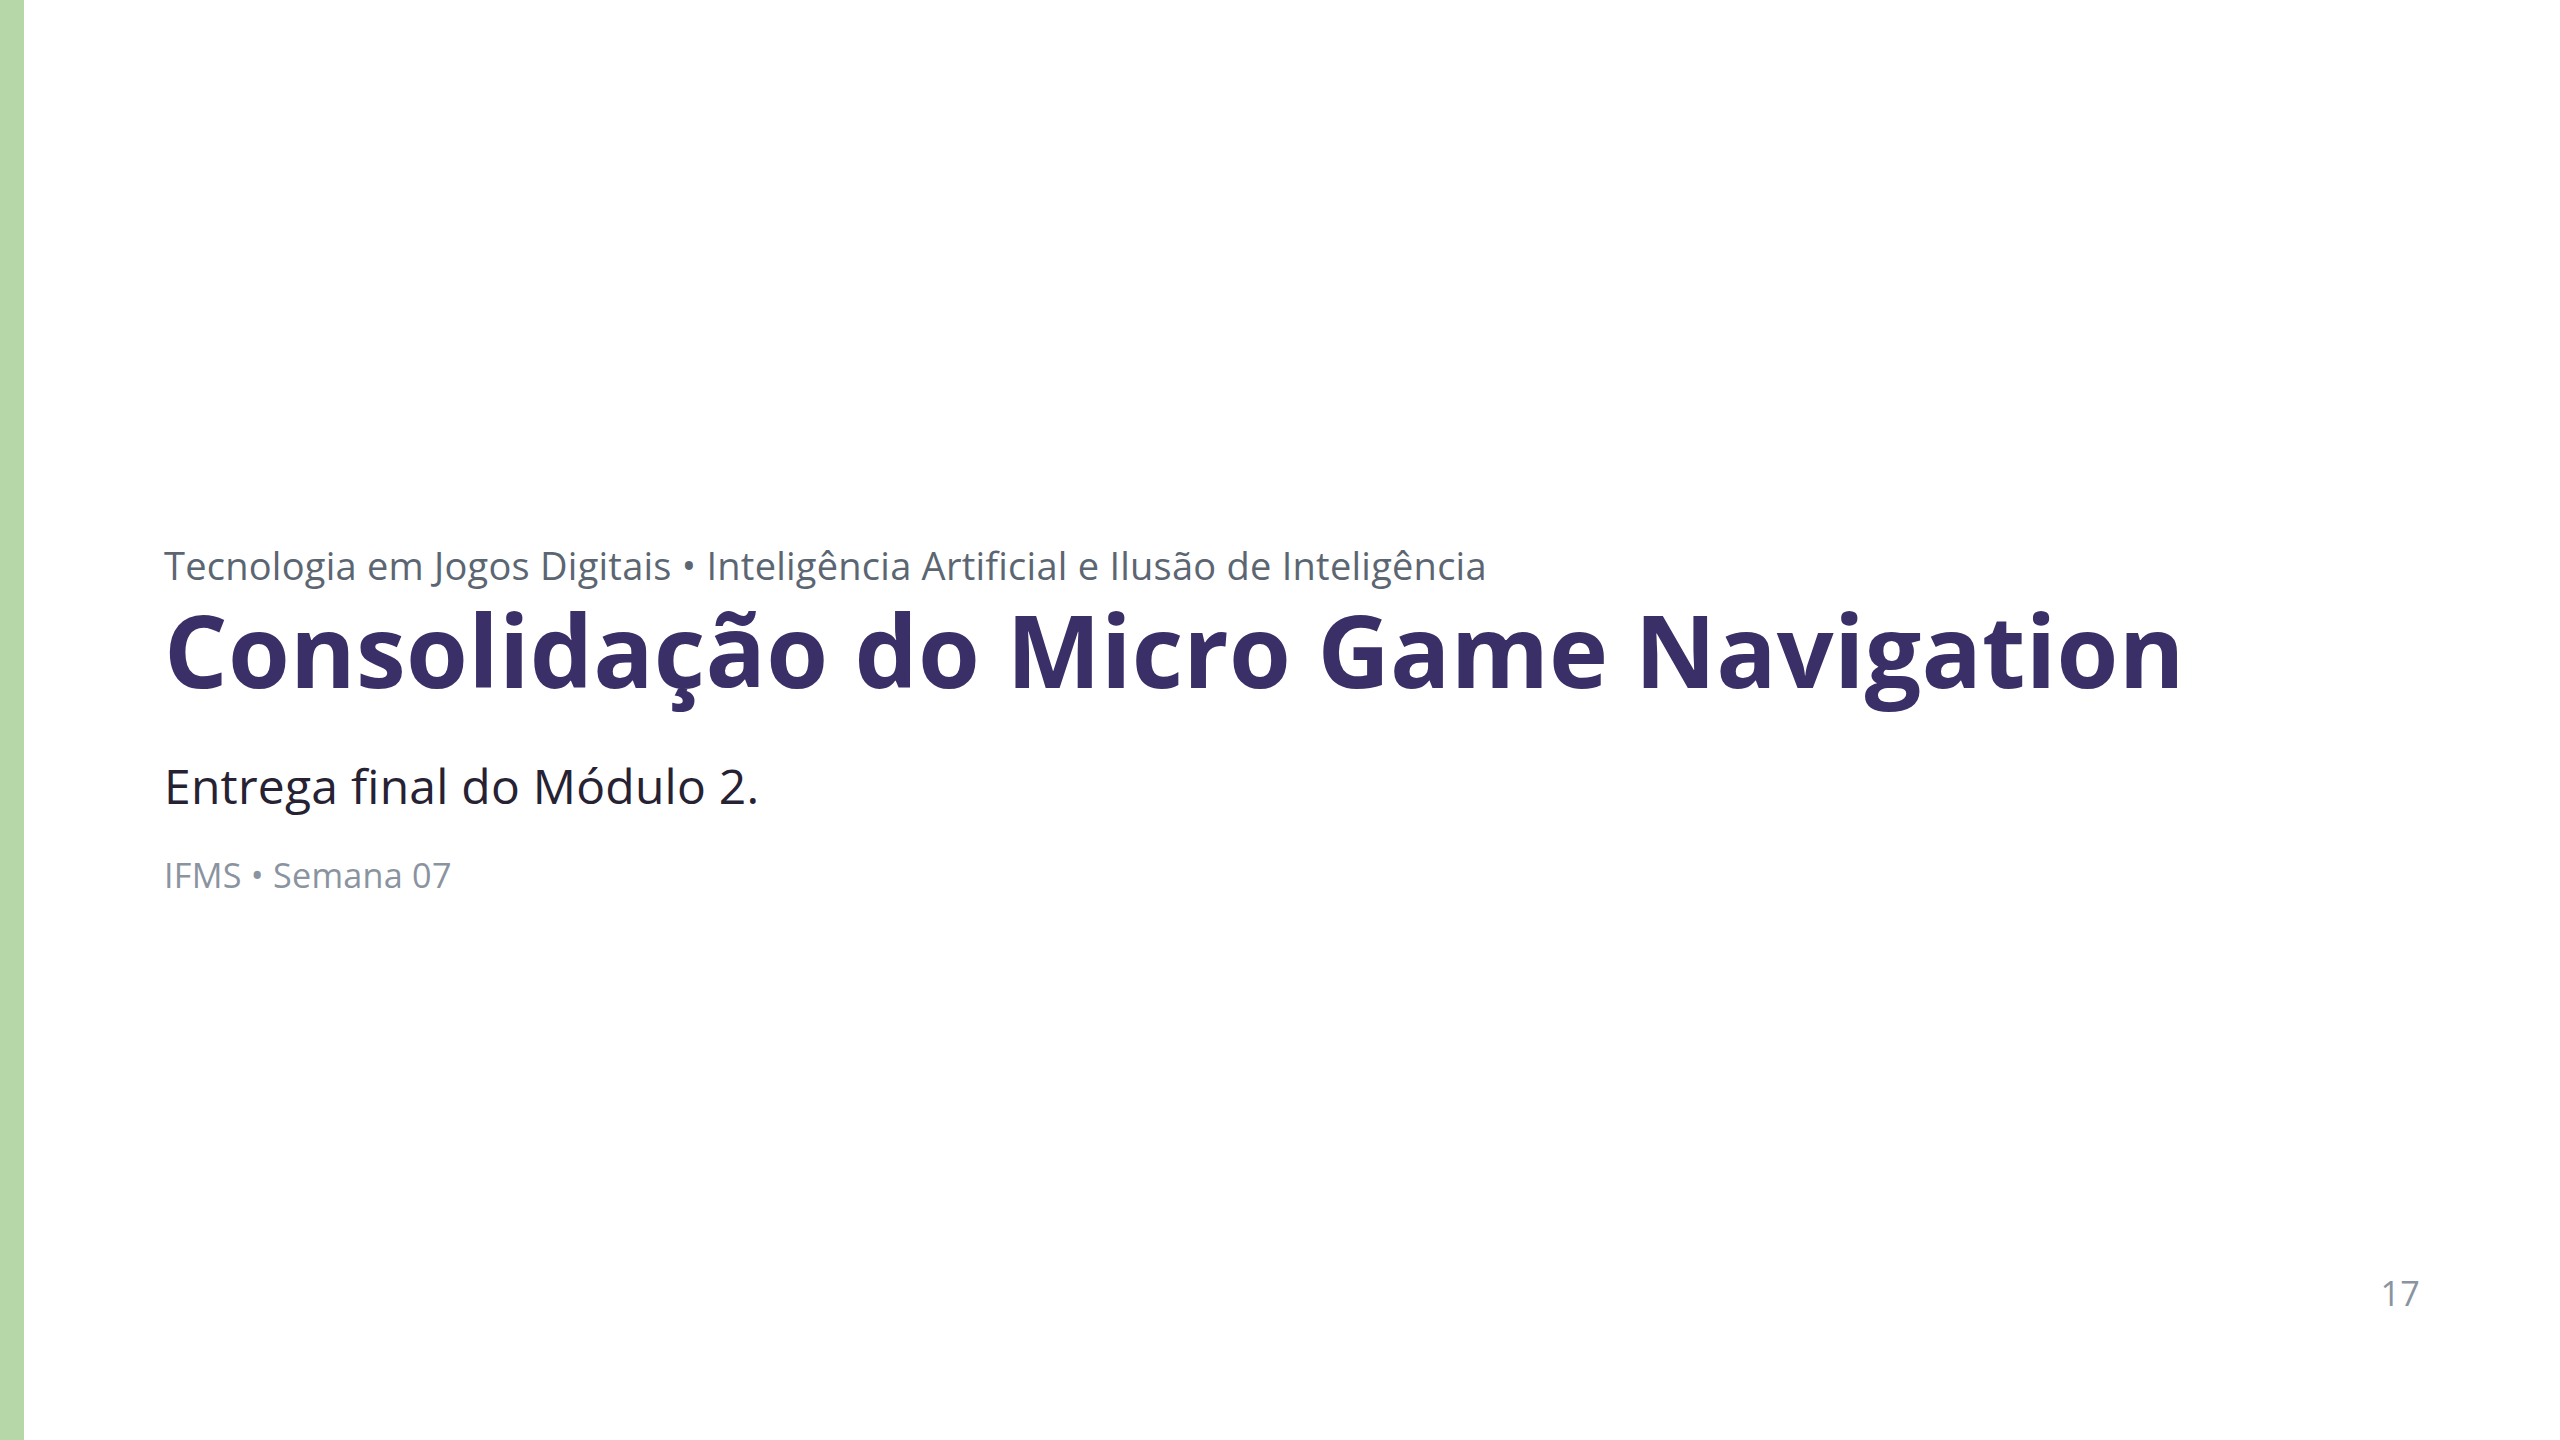 Tecnologia em Jogos Digitais • Inteligência Artificial e Ilusão de Inteligência
Consolidação do Micro Game Navigation
Entrega final do Módulo 2.
IFMS • Semana 07
17